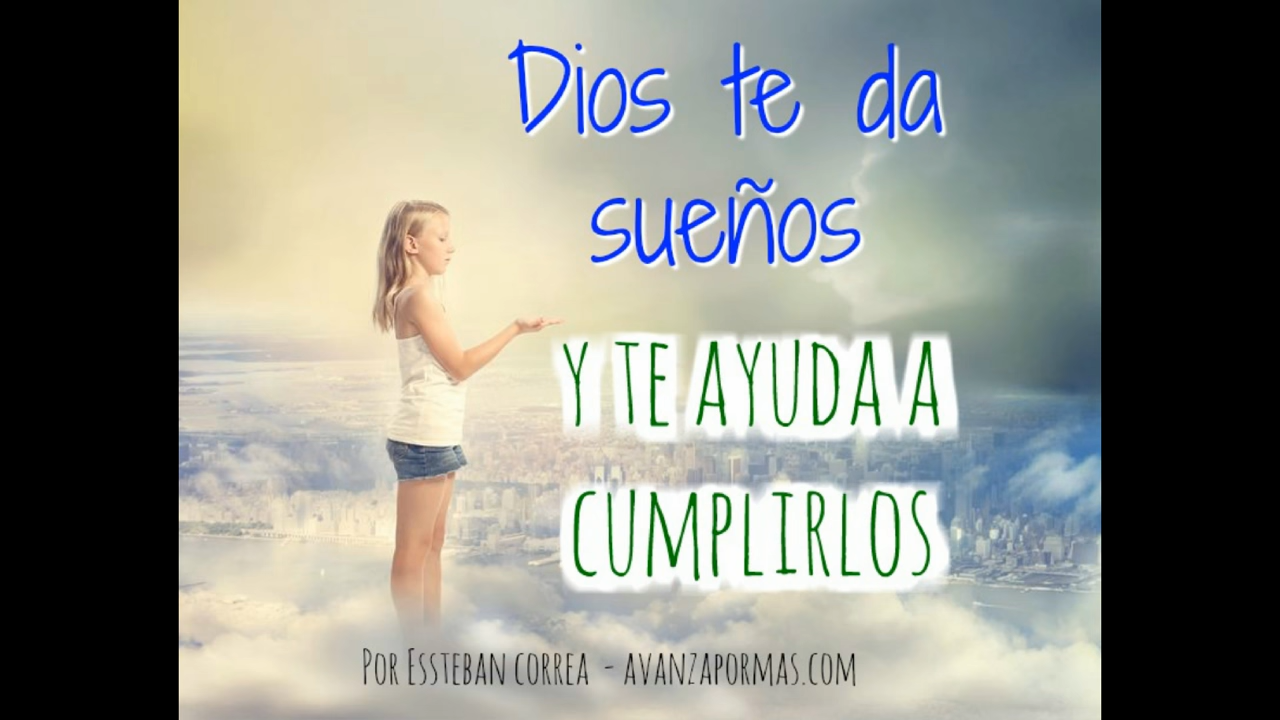 Dios te da
sueños
Y TE AYUDA A
CUMPLIRLOS
POR ESSTEBAN CORREA - AVANZAPORMAS.COM